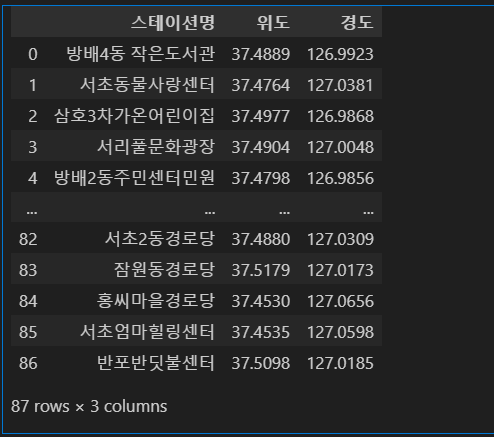 스테이션명 위도 경도
0 방배4동 작은도서관 37.4889 126.9923
1 서초동물사랑센터 37.4764 127.0381
2 삼호3차가온어린이집 37.4977 126.9868
3 서리풀문화광장 37.4904 127.0048
4 방배2동주민센터민원 37.4798 126.9856
... ... ... ...
82 서초2동경로당 37.4880 127.0309
83 잠원동경로당 37.5179 127.0173
84 홍씨마을경로당 37.4530 127.0656
85 서초엄마힐링센터 37.4535 127.0598
86 반포반딧불센터 37.5098 127.0185
87 rows × 3 columns